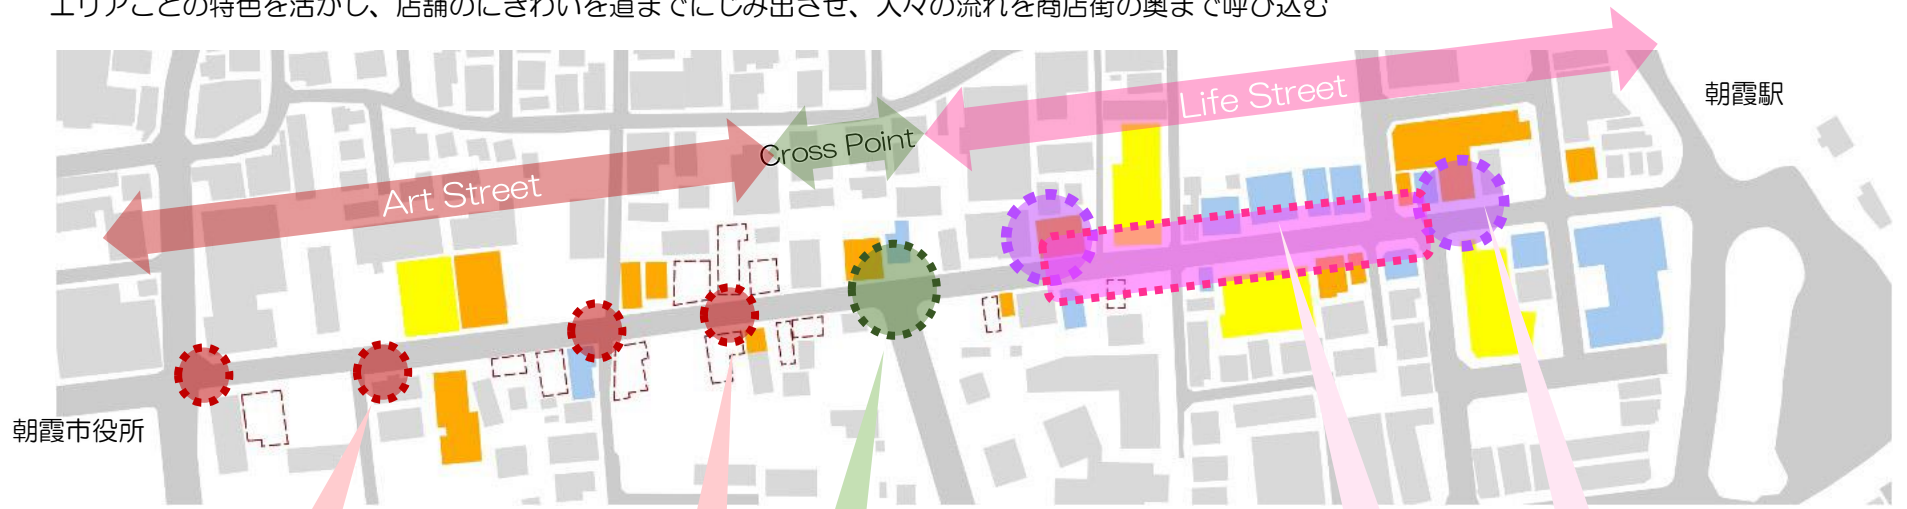 エリアごとの特色を活かし、店舗のにぎわいを道までにじみ出させ、人々の流れを商店街の奥まで呼び込む
朝霞駅
Life Street
Cross Point
Art Street
朝霞市役所